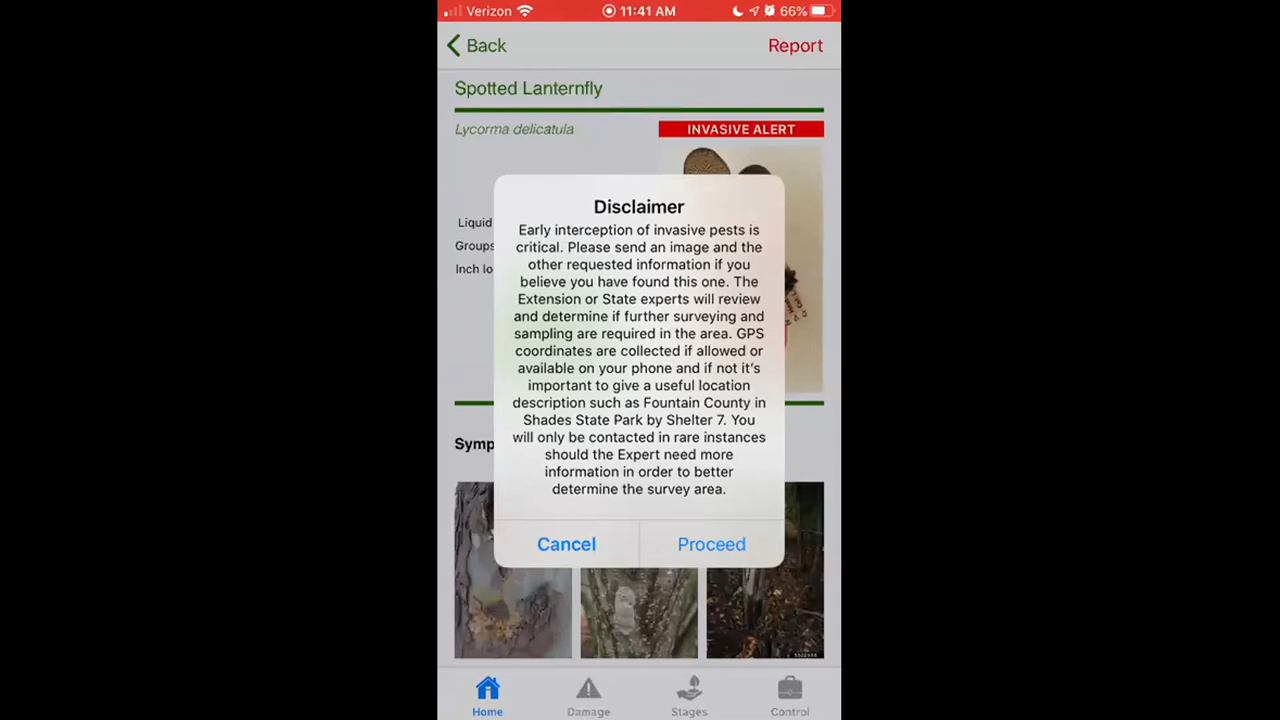 Verizon 11:41 AM 66%
Back Report
Spotted Lanternfly
Lycorma delicatula
INVASIVE ALERT
Liquid
Groups
Inch lo
Disclaimer
Early interception of invasive pests is
critical. Please send an image and the
other requested information if you
believe you have found this one. The
Extension or State experts will review
and determine if further surveying and
sampling are required in the area. GPS
coordinates are collected if allowed or
available on your phone and if not it's
important to give a useful location
description such as Fountain County in
Shades State Park by Shelter 7. You
will only be contacted in rare instances
should the Expert need more
information in order to better
determine the survey area.
Cancel Proceed
Symp
Home Damage Stages Control